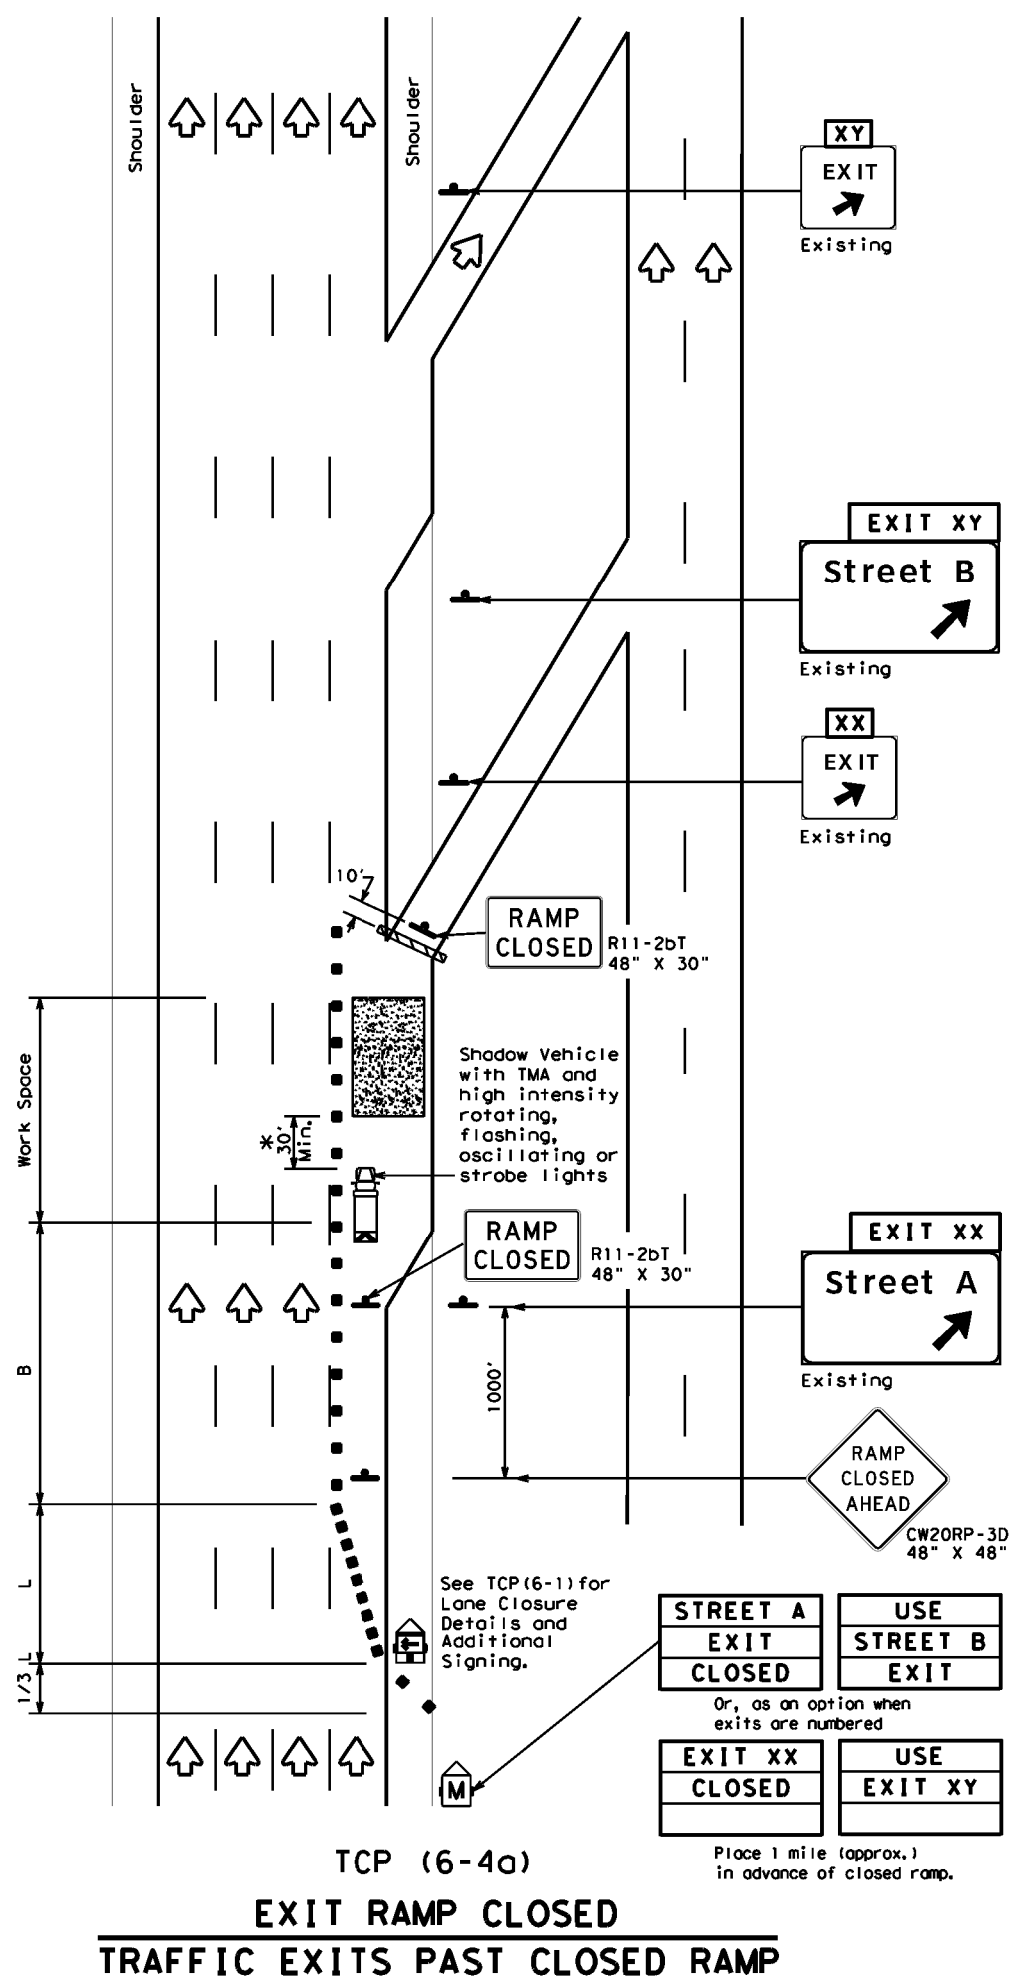 Shoulder
Shoulder
XY
EXIT
Existing
EXIT XY
Street B
Existing
XX
EXIT
Existing
10'
RAMP
CLOSED
R11-2bT
48" X 30"
Work Space
* 30'
Min.
Shadow Vehicle
with TMA and
high intensity
rotating,
flashing,
oscillating or
strobe lights
RAMP
CLOSED
R11-2bT
48" X 30"
EXIT XX
Street A
Existing
B
1000'
RAMP
CLOSED
AHEAD
CW20RP-3D
48" X 48"
L
See TCP(6-1)for
Lane Closure
Details and
Additional
Signing.
1/3 L
STREET A
EXIT
CLOSED
USE
STREET B
EXIT
Or, as an option when
exits are numbered
EXIT XX
CLOSED
USE
EXIT XY
M
Place 1 mile (approx.)
in advance of closed ramp.
TCP (6-4a)
EXIT RAMP CLOSED
TRAFFIC EXITS PAST CLOSED RAMP